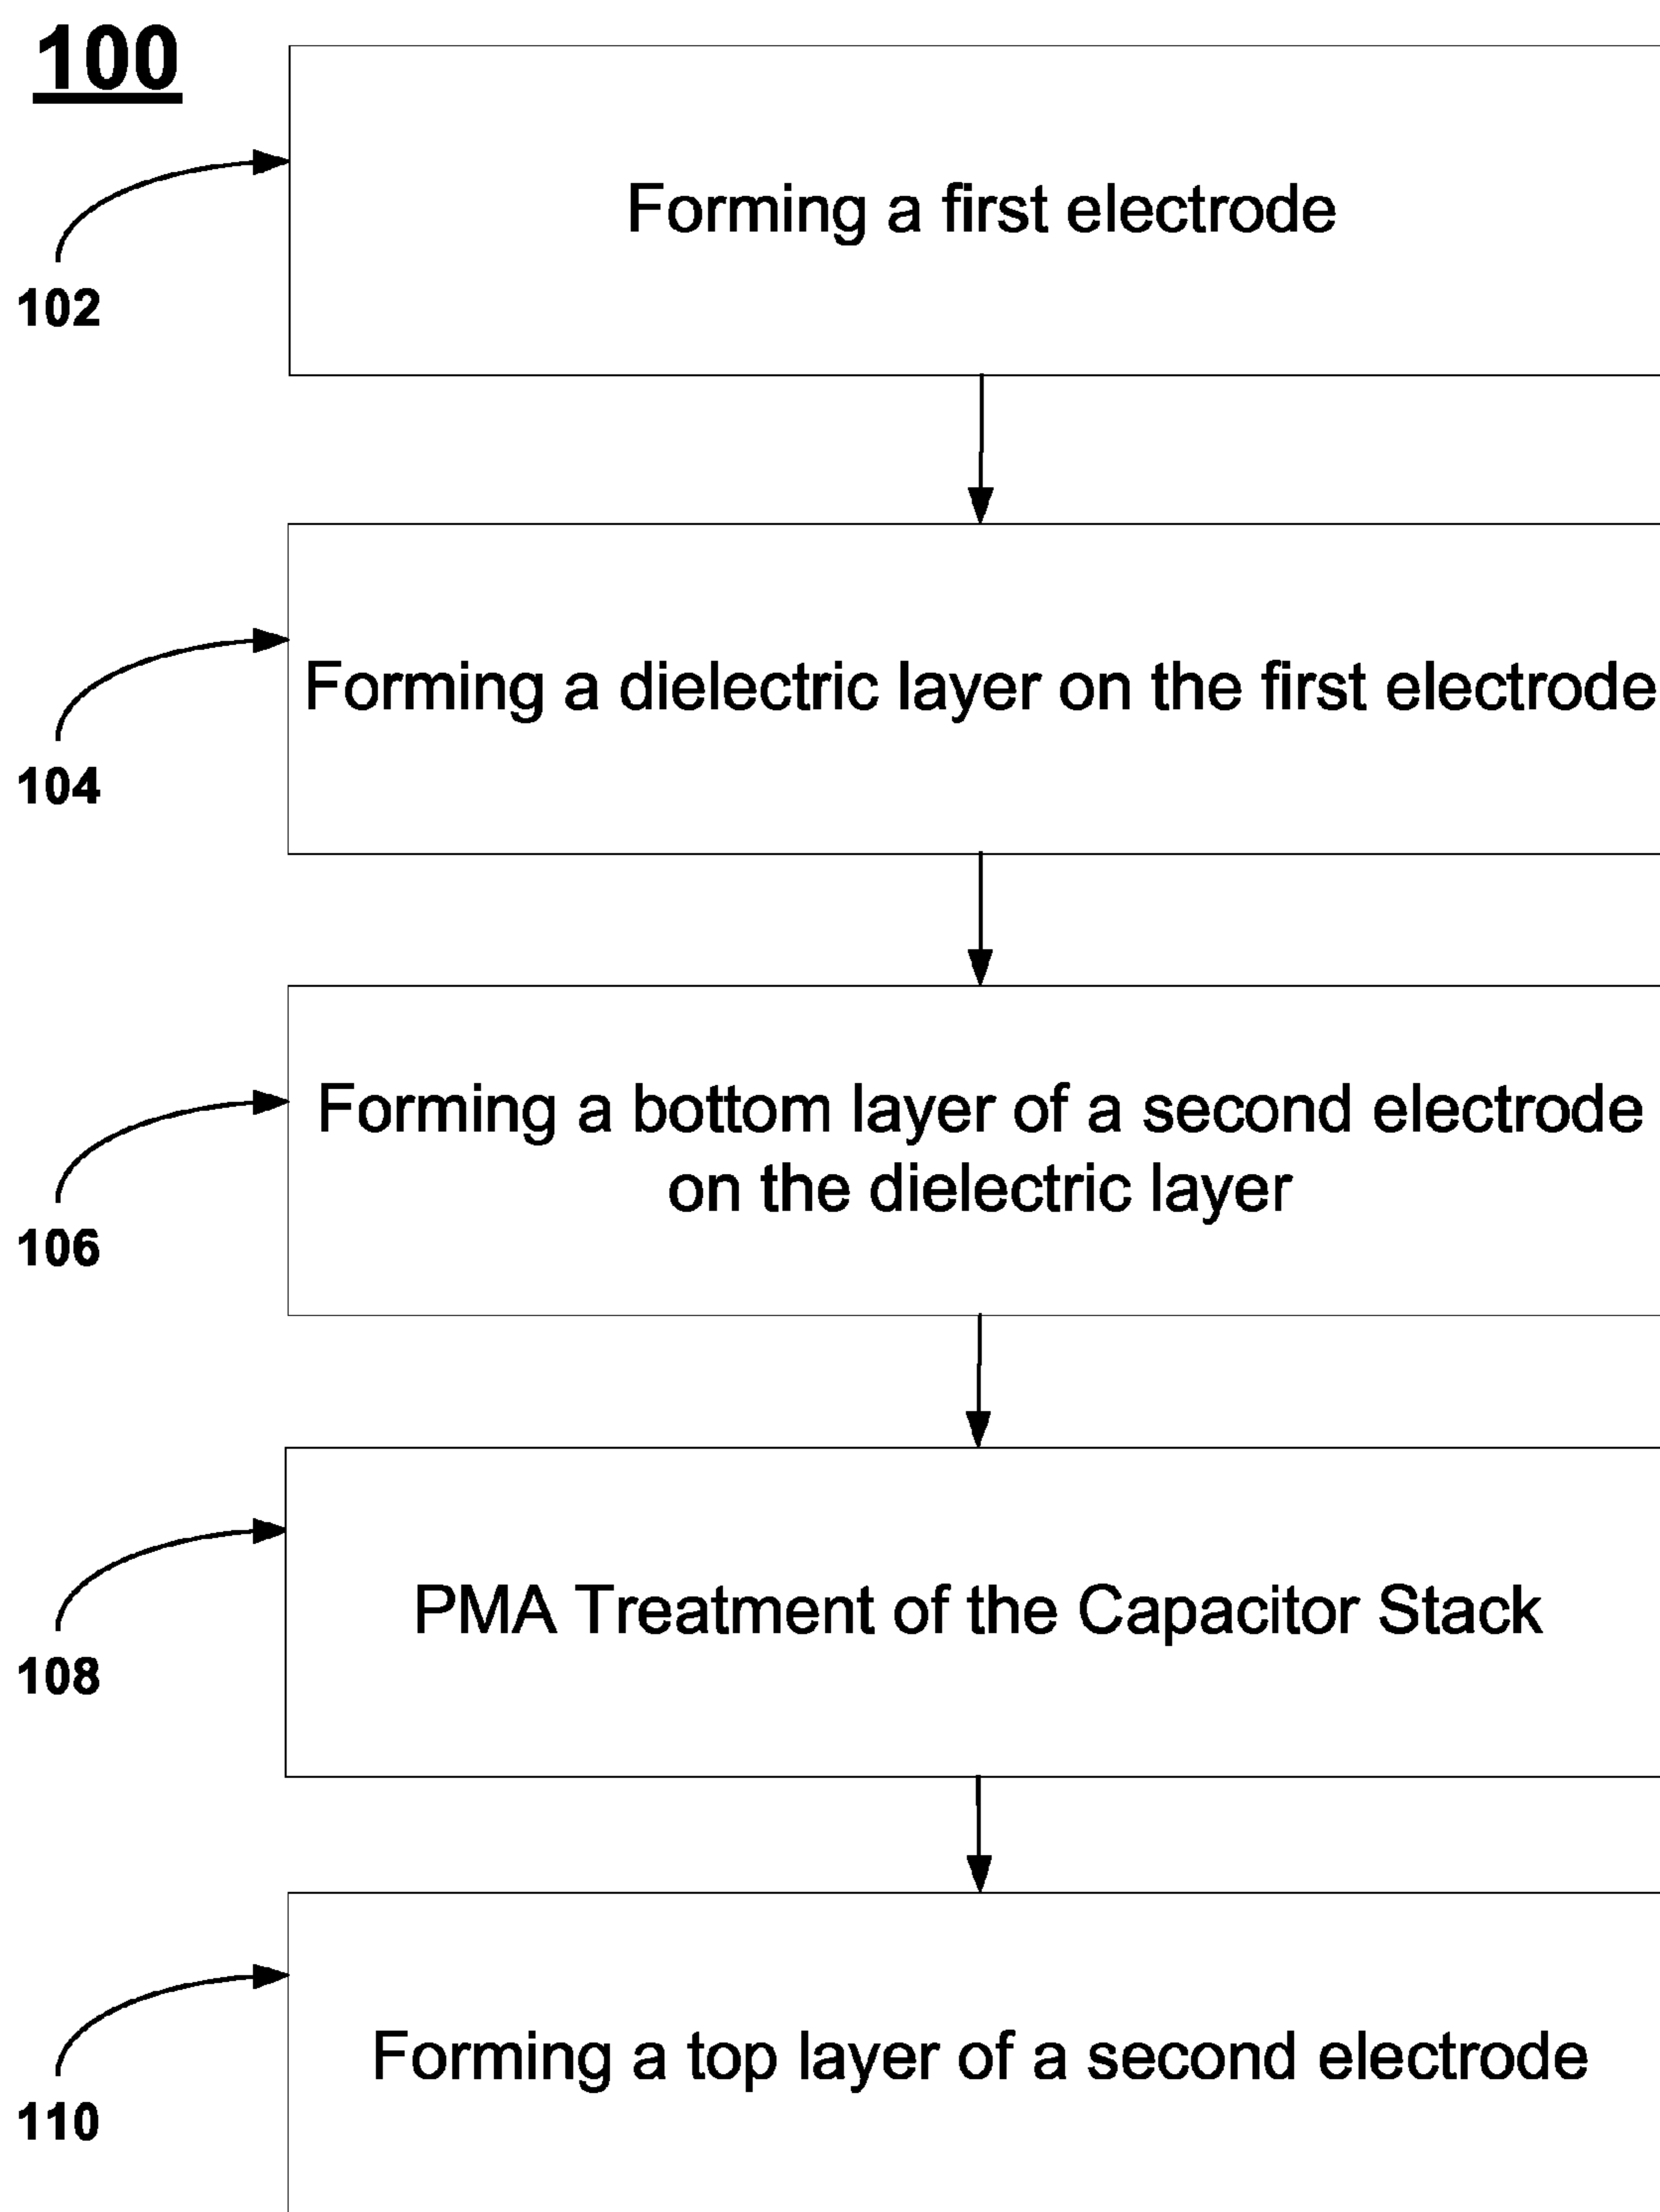 100
Forming a first electrode
102
Forming a dielectric layer on the first electrode
104
Forming a bottom layer of a second electrode
on the dielectric layer
106
PMA Treatment of the Capacitor Stack
108
Forming a top layer of a second electrode
110